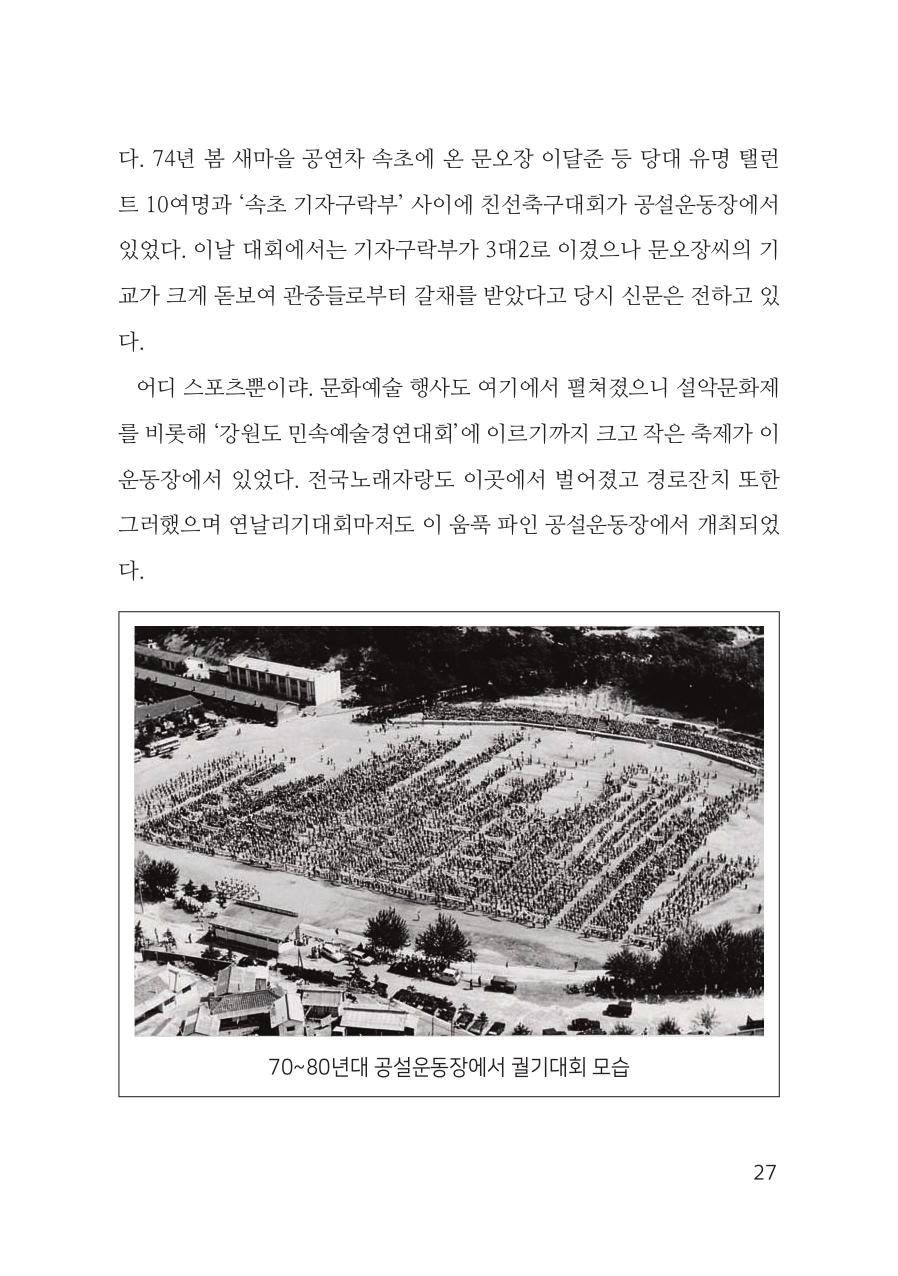 다. 74년 봄 새마을 공연차 속초에 온 문오장 이달준 등 당대 유명 탤런
트 10여명과 ‘속초 기자구락부’ 사이에 친선축구대회가 공설운동장에서
있었다. 이날 대회에서는 기자구락부가 3대2로 이겼으나 문오장씨의 기
교가 크게 돋보여 관중들로부터 갈채를 받았다고 당시 신문은 전하고 있
다.
어디 스포츠뿐이랴. 문화예술 행사도 여기에서 펼쳐졌으니 설악문화제
를 비롯해 ‘강원도 민속예술경연대회’에 이르기까지 크고 작은 축제가 이
운동장에서 있었다. 전국노래자랑도 이곳에서 벌어졌고 경로잔치 또한
그러했으며 연날리기대회마저도 이 움푹 파인 공설운동장에서 개최되었
다.
70~80년대 공설운동장에서 궐기대회 모습
27